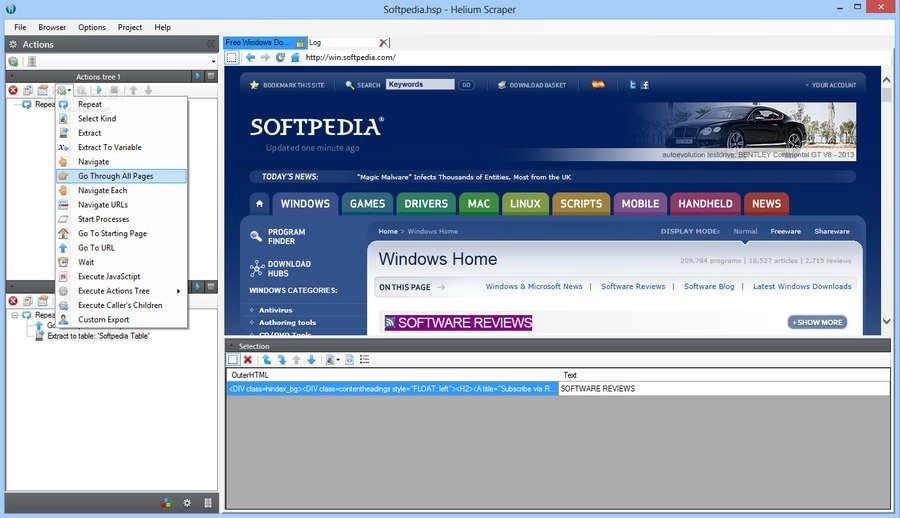 Softpedia.hsp - Helium Scraper
File Browser Options Project Help
Actions
Actions tree 1
Repeat
Repeat
Select Kind
Extract
Extract To Variable
Navigate
Go Through All Pages
Navigate Each
Navigate URLs
Start Processes
Go To Starting Page
Go To URL
Wait
Execute JavaScript
Execute Actions Tree
Execute Caller's Children
Custom Export
Repeat
Extract to table: 'Softpedia Table'
Free Windows Do... Log
http://win.softpedia.com/
BOOKMARK THIS SITE SEARCH Keywords GO DOWNLOAD BASKET YOUR ACCOUNT
SOFTPEDIA®
Updated one minute ago
autoevolution testdrive: BENTLEY Continental GT V8 - 2013
TODAY'S NEWS: "Magic Malware" Infects Thousands of Entities, Most from the UK
WINDOWS GAMES DRIVERS MAC LINUX SCRIPTS MOBILE HANDHELD NEWS
PROGRAM FINDER
DOWNLOAD HUBS
WINDOWS CATEGORIES:
Antivirus
Authoring tools
CD/DVD Tools
Home > Windows Home DISPLAY MODE: Normal Freeware Shareware
Windows Home 209,784 programs | 18,527 articles | 2,715 reviews
ON THIS PAGE Windows & Microsoft News | Software Reviews | Software Blog | Latest Windows Downloads
SOFTWARE REVIEWS + SHOW MORE
Selection
OuterHTML Text
<DIV class=hindex_bg><DIV class=contentheadings style="FLOAT: left"><H2><A title="Subscribe via R... SOFTWARE REVIEWS